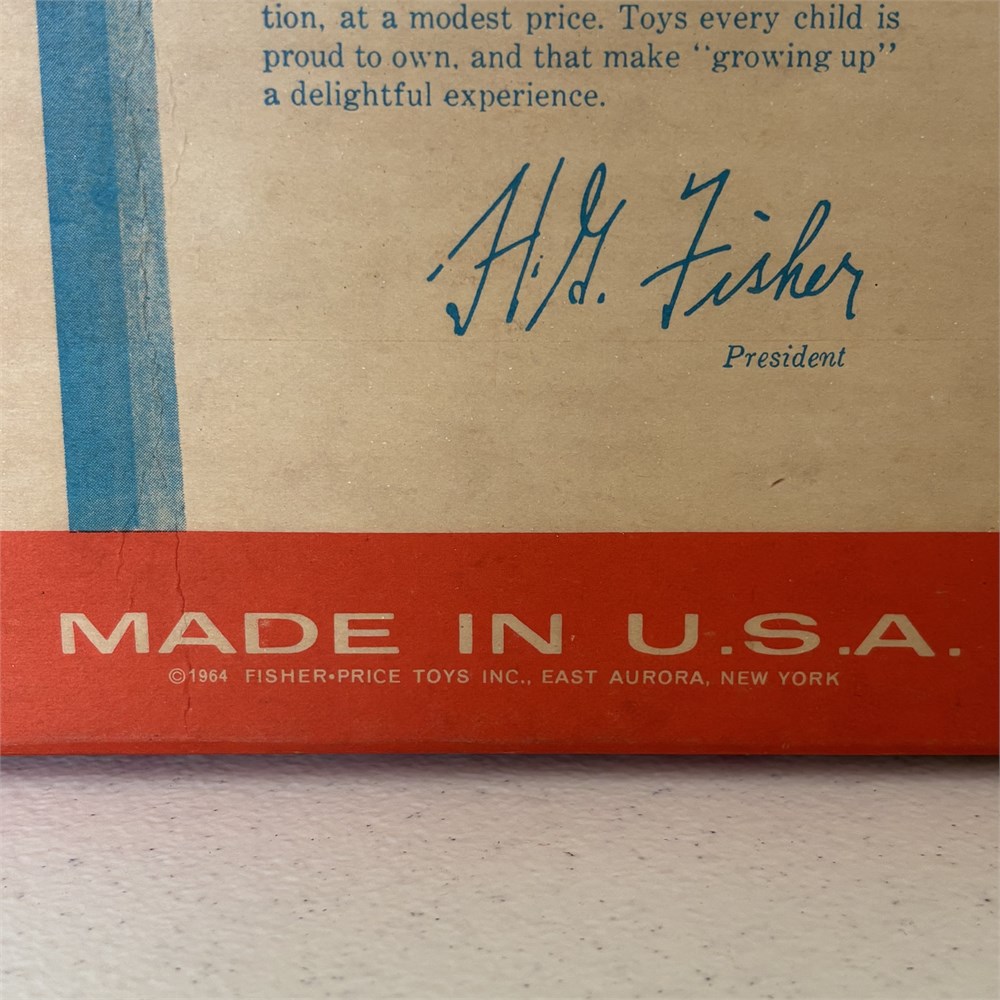 tion, at a modest price. Toys every child is
proud to own, and that make "growing up"
a delightful experience.
H. G. Fisher
President
MADE IN U.S.A.
©1964 FISHER•PRICE TOYS INC., EAST AURORA, NEW YORK